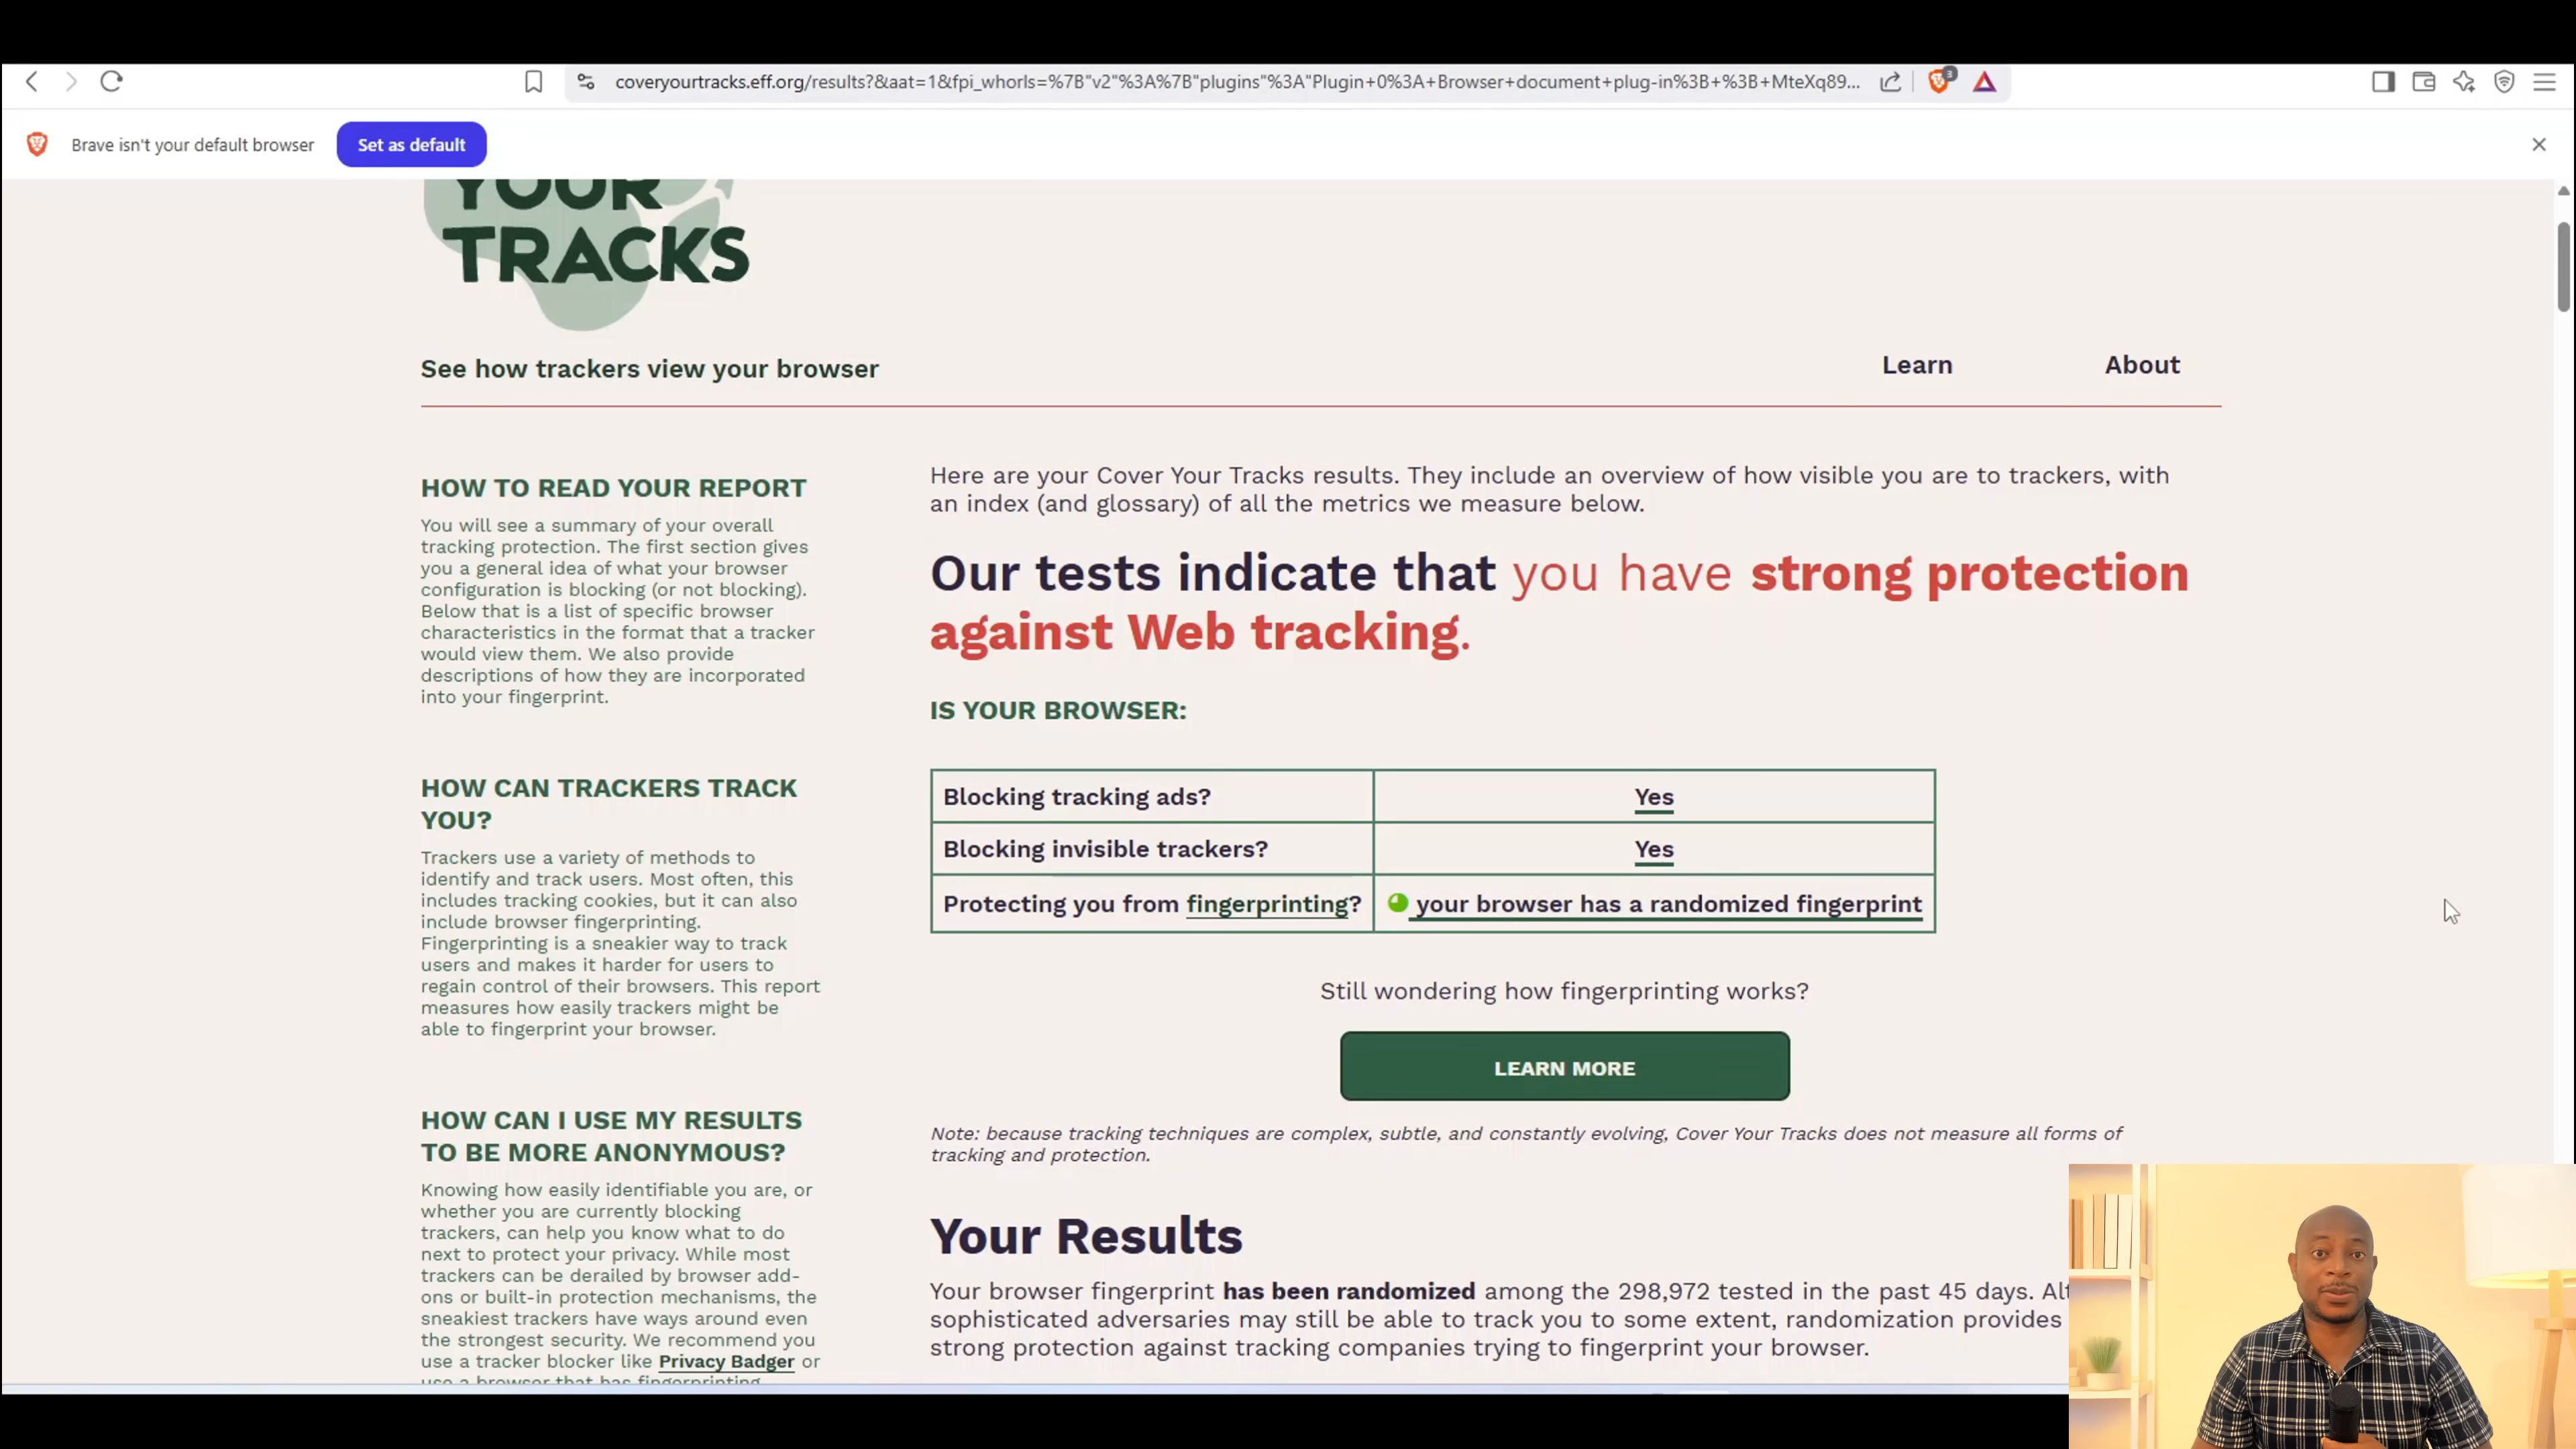 coveryourtracks.eff.org/results?&aat=1&fpi_whorls=%7B"v2"%3A%7B"plugins"%3A"Plugin+0%3A+Browser+document+plug-in%3B+%3B+MteXq89...
3
Brave isn't your default browser
Set as default
YOUR
TRACKS
See how trackers view your browser
Learn
About
HOW TO READ YOUR REPORT
You will see a summary of your overall
tracking protection. The first section gives
you a general idea of what your browser
configuration is blocking (or not blocking).
Below that is a list of specific browser
characteristics in the format that a tracker
would view them. We also provide
descriptions of how they are incorporated
into your fingerprint.
HOW CAN TRACKERS TRACK
YOU?
Trackers use a variety of methods to
identify and track users. Most often, this
includes tracking cookies, but it can also
include browser fingerprinting.
Fingerprinting is a sneakier way to track
users and makes it harder for users to
regain control of their browsers. This report
measures how easily trackers might be
able to fingerprint your browser.
HOW CAN I USE MY RESULTS
TO BE MORE ANONYMOUS?
Knowing how easily identifiable you are, or
whether you are currently blocking
trackers, can help you know what to do
next to protect your privacy. While most
trackers can be derailed by browser add-
ons or built-in protection mechanisms, the
sneakiest trackers have ways around even
the strongest security. We recommend you
use a tracker blocker like Privacy Badger or
use a browser that has fingerprinting
Here are your Cover Your Tracks results. They include an overview of how visible you are to trackers, with
an index (and glossary) of all the metrics we measure below.
Our tests indicate that you have strong protection
against Web tracking.
IS YOUR BROWSER:
Blocking tracking ads?
Yes
Blocking invisible trackers?
Yes
Protecting you from fingerprinting?
your browser has a randomized fingerprint
Still wondering how fingerprinting works?
LEARN MORE
Note: because tracking techniques are complex, subtle, and constantly evolving, Cover Your Tracks does not measure all forms of
tracking and protection.
Your Results
Your browser fingerprint has been randomized among the 298,972 tested in the past 45 days. Alt
sophisticated adversaries may still be able to track you to some extent, randomization provides
strong protection against tracking companies trying to fingerprint your browser.